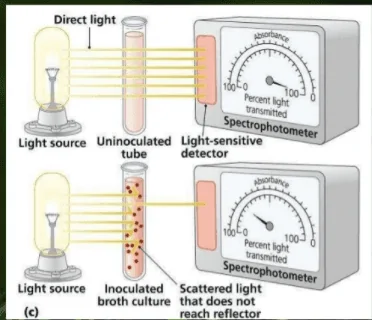 Direct light
Absorbance
100 0
100 0
Percent light
transmitted
Spectrophotometer
Light source
Uninoculated
tube
Light-sensitive
detector
Absorbance
100 0
100 0
Percent light
transmitted
Spectrophotometer
Light source
Inoculated
broth culture
Scattered light
that does not
reach reflector
(c)